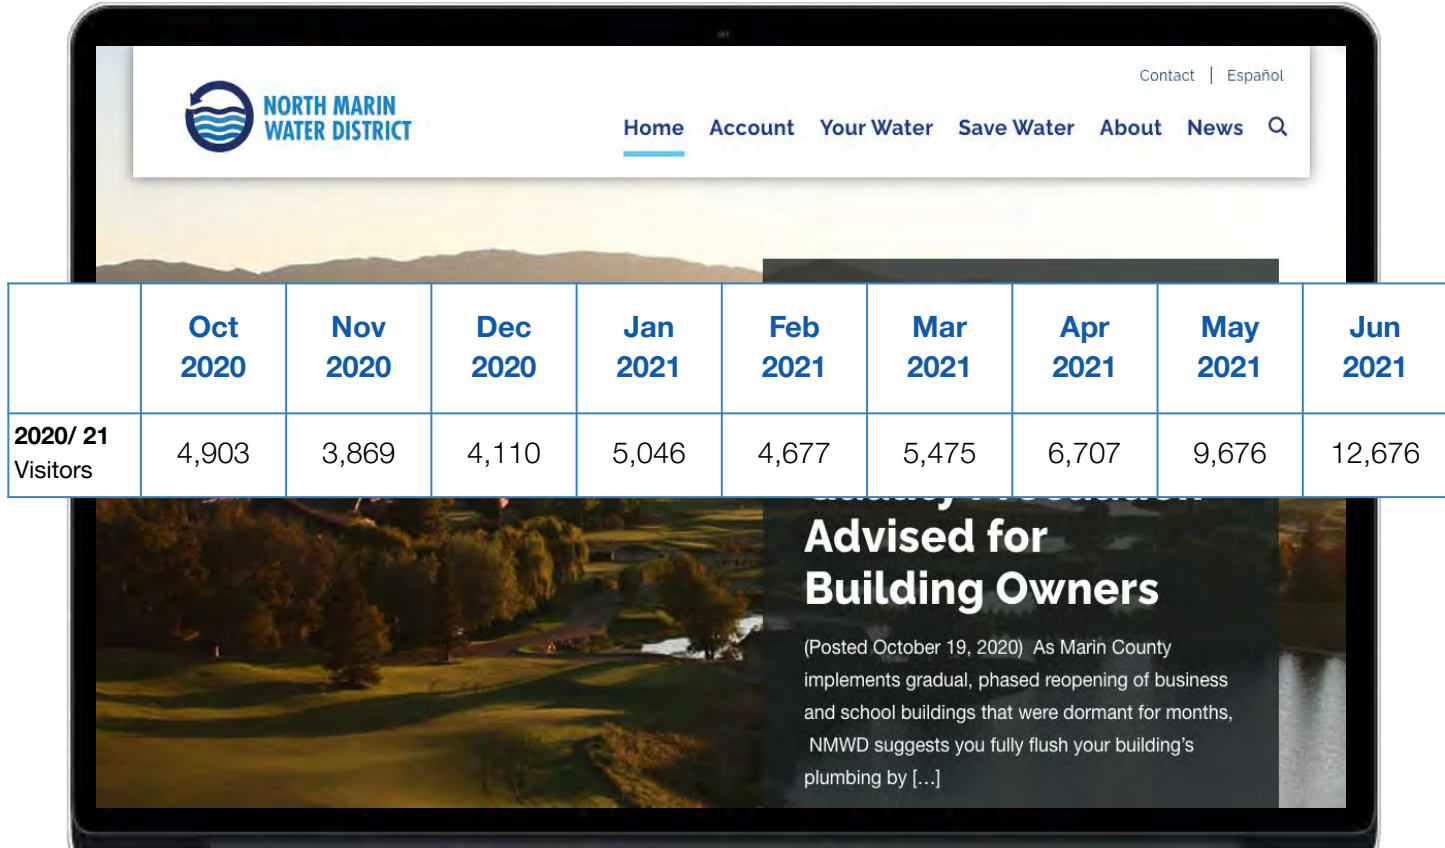 Contact | Español
NORTH MARIN
WATER DISTRICT
Home Account Your Water Save Water About News
Oct 2020 Nov 2020 Dec 2020 Jan 2021 Feb 2021 Mar 2021 Apr 2021 May 2021 Jun 2021
2020/ 21 Visitors 4,903 3,869 4,110 5,046 4,677 5,475 6,707 9,676 12,676
Advised for
Building Owners
(Posted October 19, 2020) As Marin County
implements gradual, phased reopening of business
and school buildings that were dormant for months,
NMWD suggests you fully flush your building's
plumbing by [...]